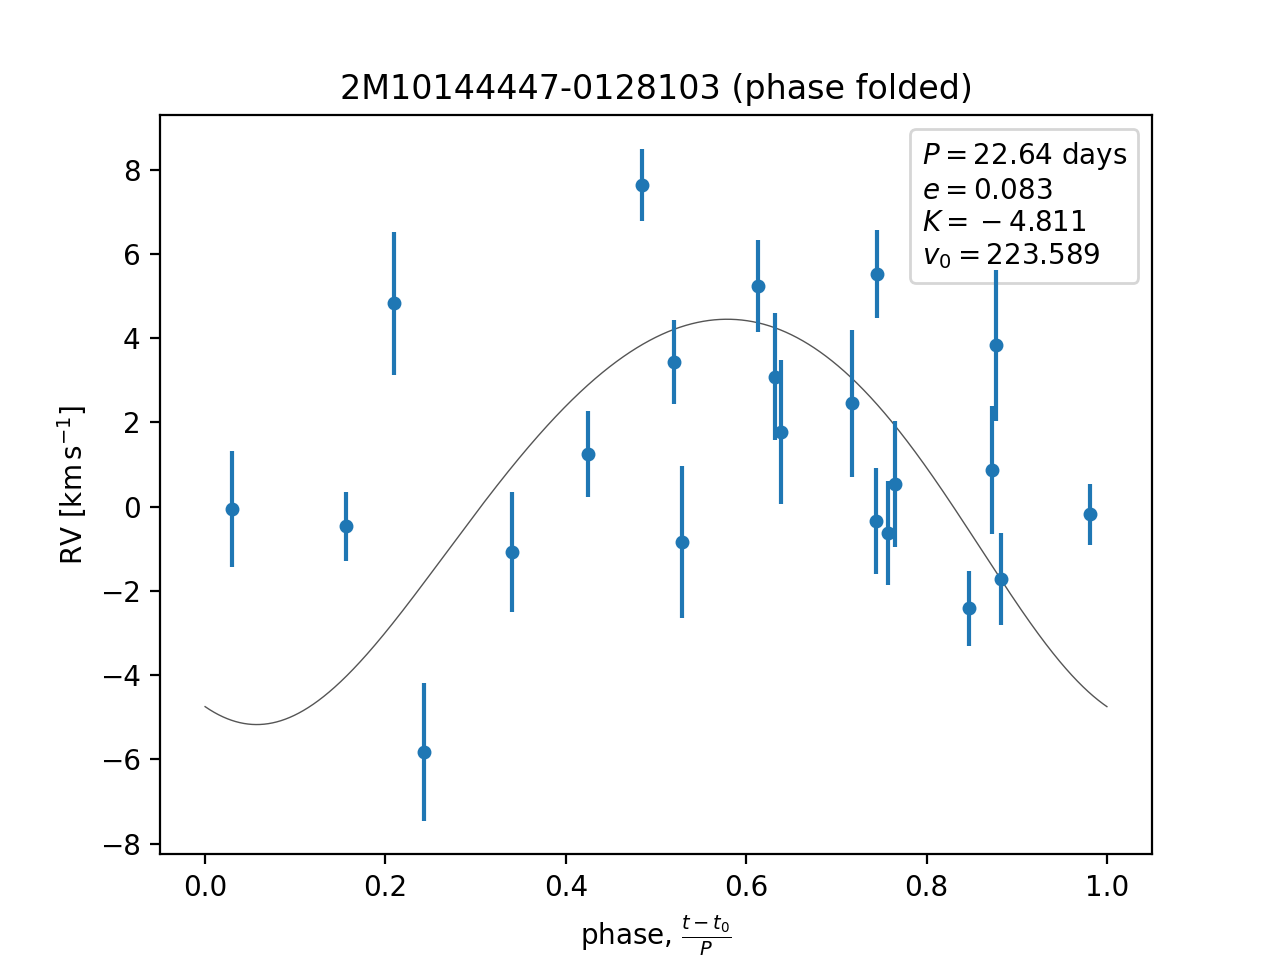 2M10144447-0128103 (phase folded)
P = 22.64 days
e = 0.083
K = − 4.811
v₀ = 223.589
RV [km s⁻¹]
8
6
4
2
0
−2
−4
−6
−8
0.0 0.2 0.4 0.6 0.8 1.0
phase, (t − t₀)/P